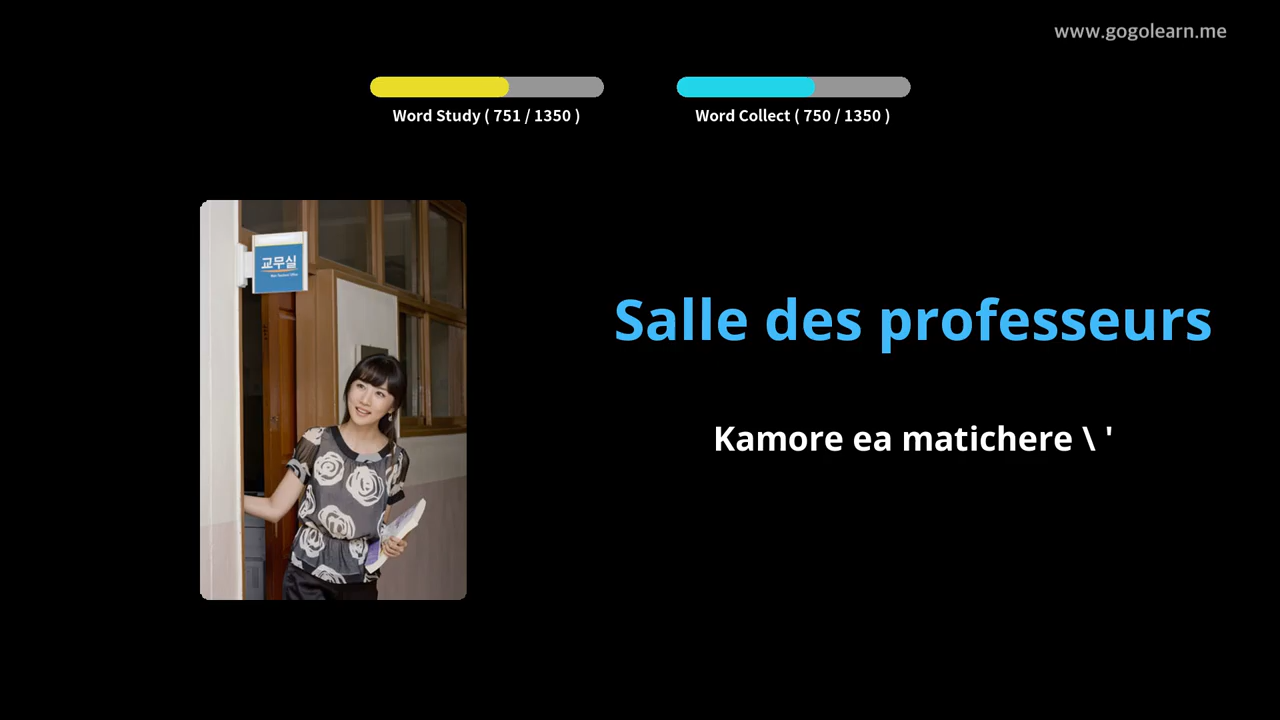 www.gogolearn.me
Word Study ( 751 / 1350 )
Word Collect ( 750 / 1350 )
교무실
Salle des professeurs
Kamore ea matichere \ '